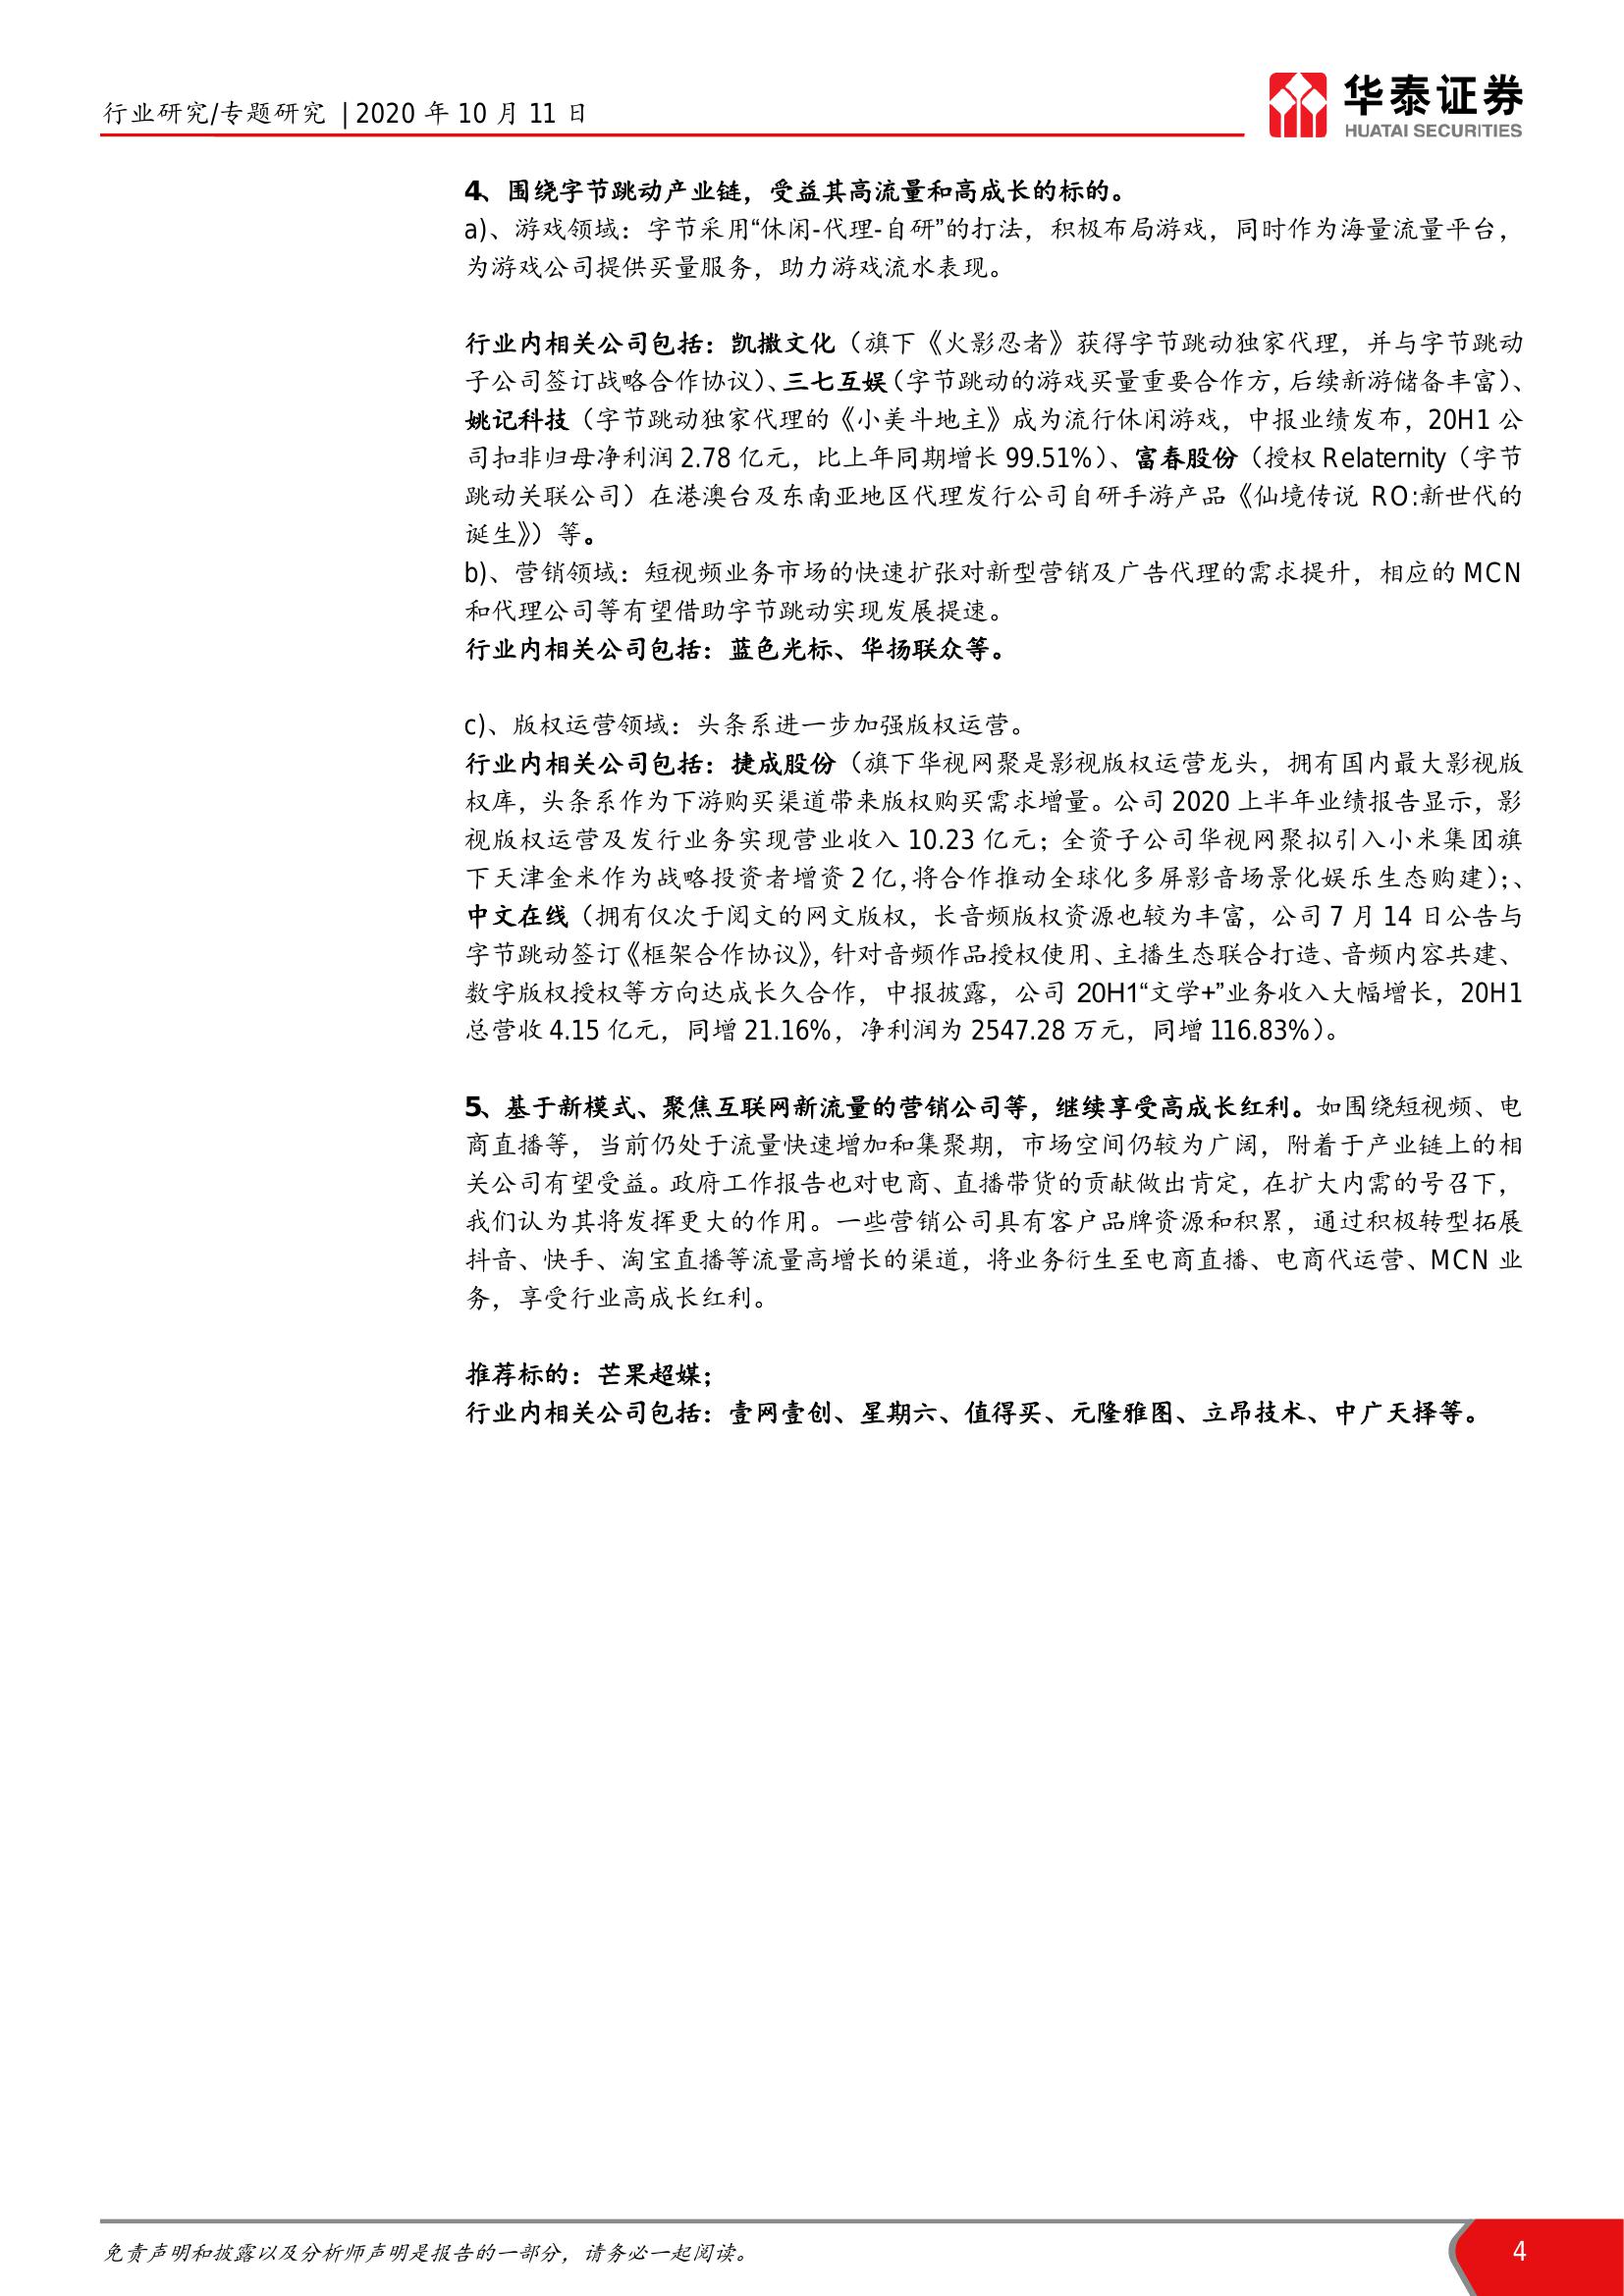 行业研究/专题研究 | 2020 年 10 月 11 日
华泰证券
HUATAI SECURITIES
4、围绕字节跳动产业链，受益其高流量和高成长的标的。
a)、游戏领域：字节采用“休闲-代理-自研”的打法，积极布局游戏，同时作为海量流量平台，
为游戏公司提供买量服务，助力游戏流水表现。
行业内相关公司包括：凯撒文化（旗下《火影忍者》获得字节跳动独家代理，并与字节跳动
子公司签订战略合作协议）、三七互娱（字节跳动的游戏买量重要合作方，后续新游储备丰富）、
姚记科技（字节跳动独家代理的《小美斗地主》成为流行休闲游戏，中报业绩发布，20H1 公
司扣非归母净利润 2.78 亿元，比上年同期增长 99.51%）、富春股份（授权 Relaternity（字节
跳动关联公司）在港澳台及东南亚地区代理发行公司自研手游产品《仙境传说 RO:新世代的
诞生》）等。
b)、营销领域：短视频业务市场的快速扩张对新型营销及广告代理的需求提升，相应的 MCN
和代理公司等有望借助字节跳动实现发展提速。
行业内相关公司包括：蓝色光标、华扬联众等。
c)、版权运营领域：头条系进一步加强版权运营。
行业内相关公司包括：捷成股份（旗下华视网聚是影视版权运营龙头，拥有国内最大影视版
权库，头条系作为下游购买渠道带来版权购买需求增量。公司 2020 上半年业绩报告显示，影
视版权运营及发行业务实现营业收入 10.23 亿元；全资子公司华视网聚拟引入小米集团旗
下天津金米作为战略投资者增资 2 亿,将合作推动全球化多屏影音场景化娱乐生态购建）;、
中文在线（拥有仅次于阅文的网文版权，长音频版权资源也较为丰富，公司 7 月 14 日公告与
字节跳动签订《框架合作协议》，针对音频作品授权使用、主播生态联合打造、音频内容共建、
数字版权授权等方向达成长久合作，中报披露，公司 20H1“文学+”业务收入大幅增长，20H1
总营收 4.15 亿元，同增 21.16%，净利润为 2547.28 万元，同增 116.83%）。
5、基于新模式、聚焦互联网新流量的营销公司等，继续享受高成长红利。如围绕短视频、电
商直播等，当前仍处于流量快速增加和集聚期，市场空间仍较为广阔，附着于产业链上的相
关公司有望受益。政府工作报告也对电商、直播带货的贡献做出肯定，在扩大内需的号召下，
我们认为其将发挥更大的作用。一些营销公司具有客户品牌资源和积累，通过积极转型拓展
抖音、快手、淘宝直播等流量高增长的渠道，将业务衍生至电商直播、电商代运营、MCN 业
务，享受行业高成长红利。
推荐标的：芒果超媒；
行业内相关公司包括：壹网壹创、星期六、值得买、元隆雅图、立昂技术、中广天择等。
免责声明和披露以及分析师声明是报告的一部分，请务必一起阅读。
4